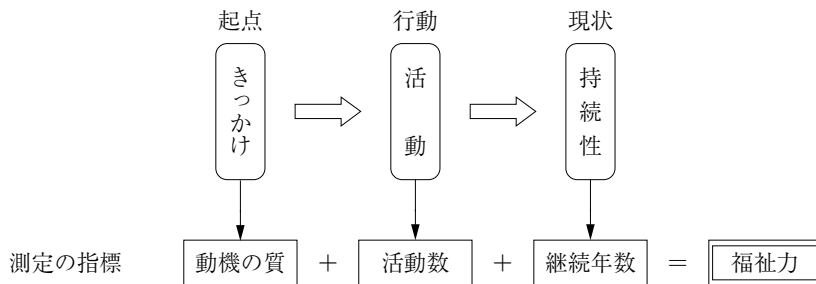 起点 行動 現状
きっかけ
活動
持続性
測定の指標 動機の質 + 活動数 + 継続年数 = 福祉力